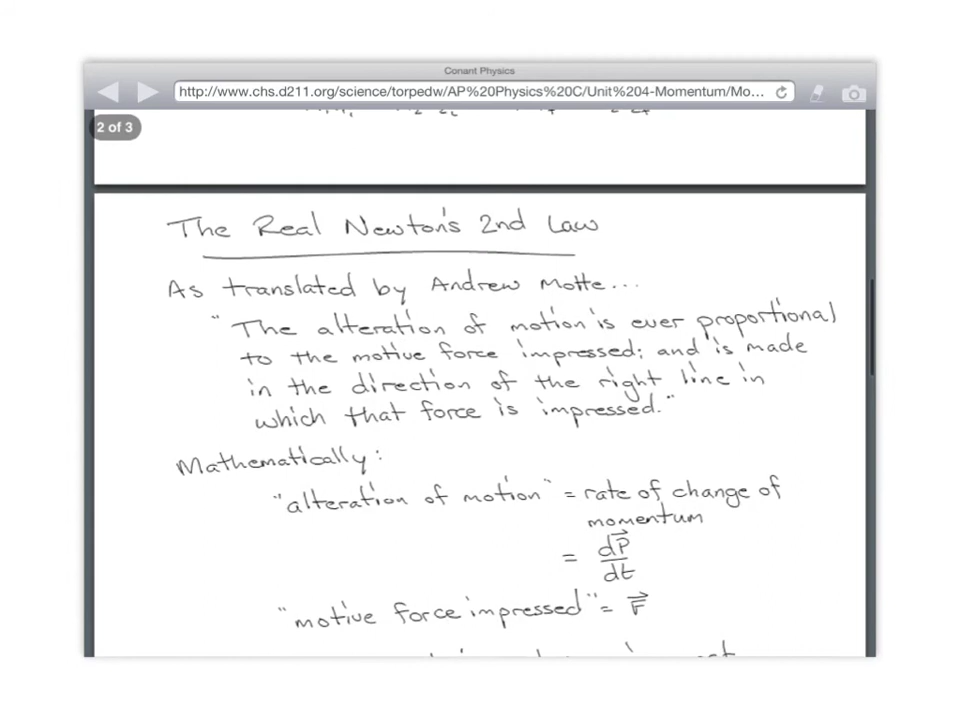 Conant Physics
http://www.chs.d211.org/science/torpedw/AP%20Physics%20C/Unit%204-Momentum/Mo...
2 of 3
The Real Newton's 2nd Law
As translated by Andrew Motte...
"The alteration of motion is ever proportional
to the motive force impressed; and is made
in the direction of the right line in
which that force is impressed."
Mathematically:
"alteration of motion" = rate of change of
momentum
= dP⃗/dt
"motive force impressed" = F⃗